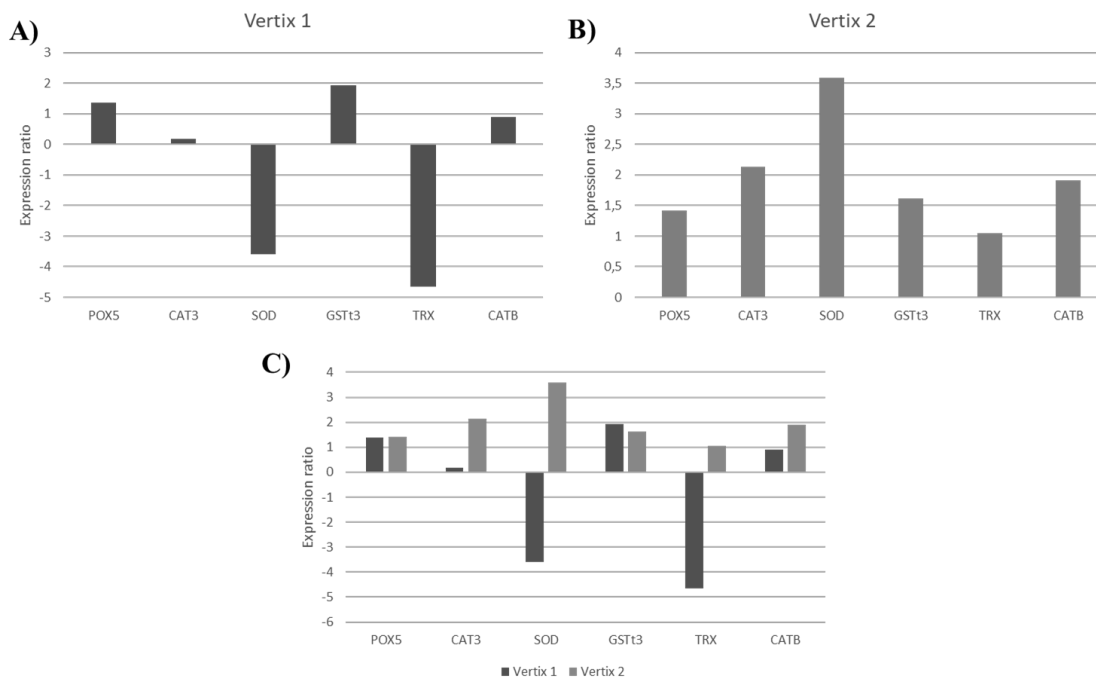 A)
Vertix 1
3
2
1
0
-1
-2
-3
-4
-5
Expression ratio
POX5 CAT3 SOD GSTt3 TRX CATB
B)
Vertix 2
4
3,5
3
2,5
2
1,5
1
0,5
0
Expression ratio
POX5 CAT3 SOD GSTt3 TRX CATB
C)
4
3
2
1
0
-1
-2
-3
-4
-5
-6
Expression ratio
POX5 CAT3 SOD GSTt3 TRX CATB
Vertix 1 Vertix 2